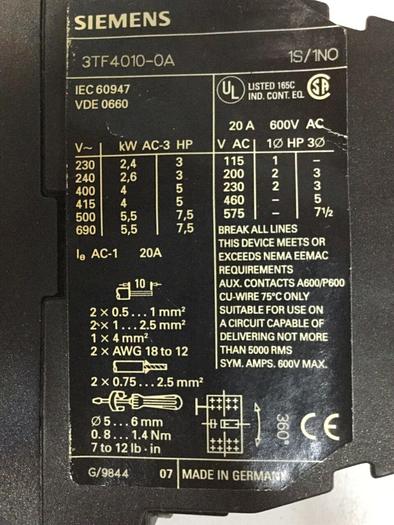 SIEMENS
3TF4010-0A 1S/1NO
IEC 60947
VDE 0660
V~ kW AC-3 HP
230 2,4 3
240 2,6 3
400 4 5
415 4 5
500 5,5 7,5
690 5,5 7,5
Ie AC-1 20A
10
2 × 0.5...1 mm²
2 × 1...2.5 mm²
1 × 4 mm²
2 × AWG 18 to 12
2 × 0.75...2.5 mm²
Ø 5...6 mm
0.8...1.4 Nm
7 to 12 lb·in
G/9844 07
UL LISTED 165C
IND. CONT. EQ. SA
20 A 600V AC
V AC 1Ø HP 3Ø
115 1 –
200 2 3
230 2 3
460 – 5
575 – 7½
BREAK ALL LINES
THIS DEVICE MEETS OR
EXCEEDS NEMA EEMAC
REQUIREMENTS
AUX. CONTACTS A600/P600
CU-WIRE 75°C ONLY
SUITABLE FOR USE ON
A CIRCUIT CAPABLE OF
DELIVERING NOT MORE
THAN 5000 RMS
SYM. AMPS. 600V MAX.
360° CE
MADE IN GERMANY